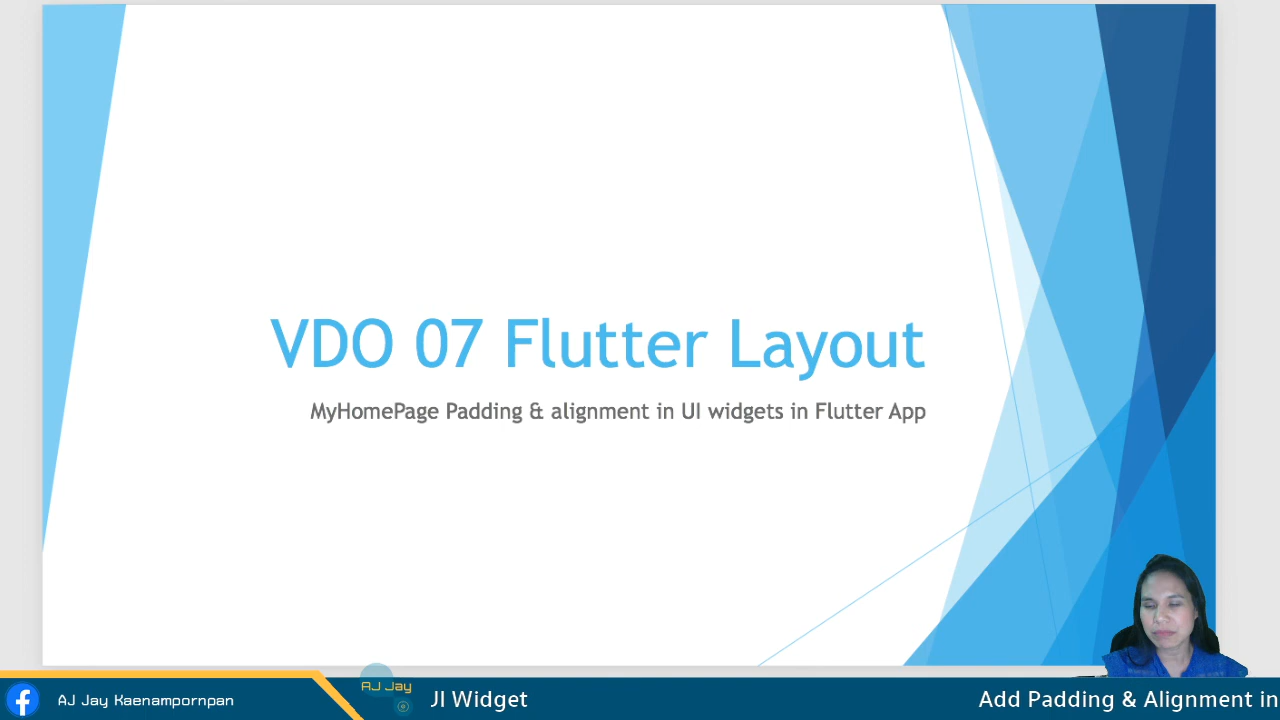 VDO 07 Flutter Layout
MyHomePage Padding & alignment in UI widgets in Flutter App
AJ Jay Kaenampornpan
AJ Jay
JI Widget
Add Padding & Alignment in